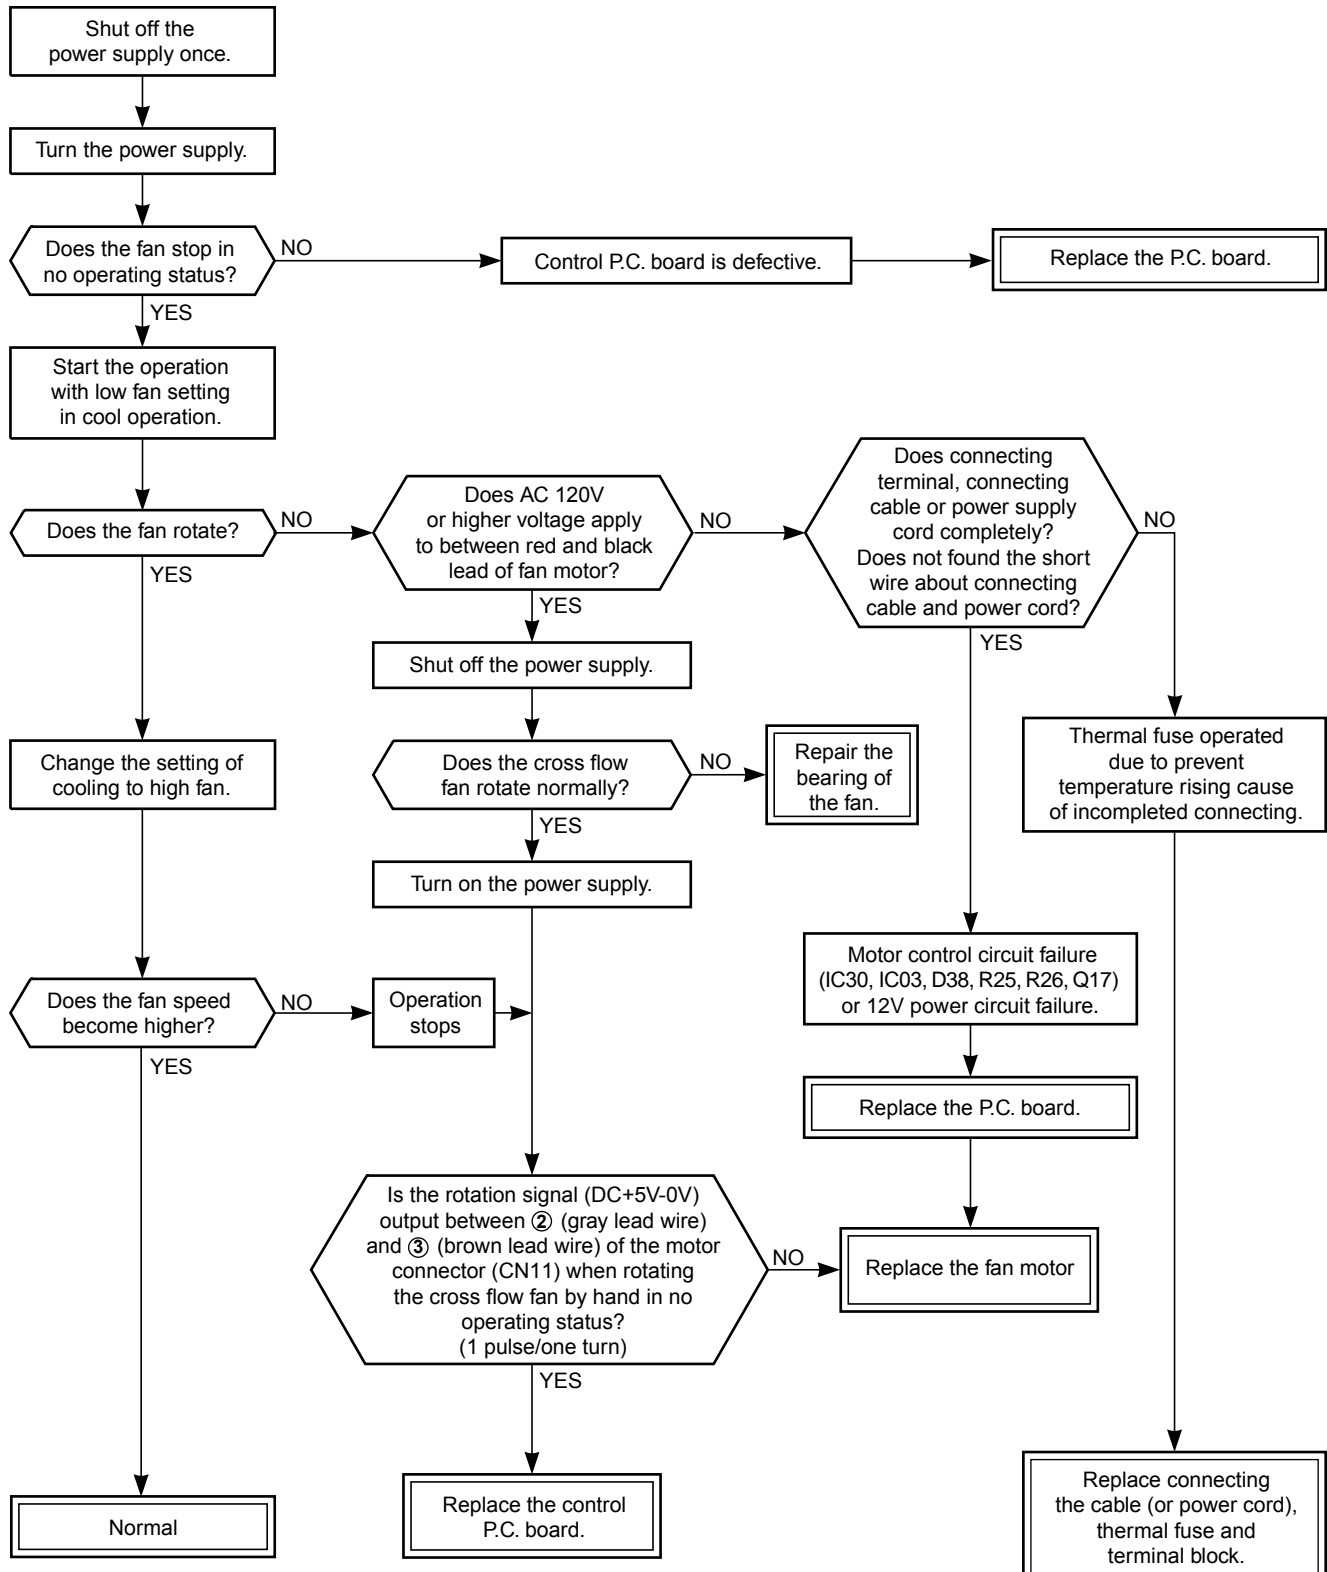 Shut off the
power supply once.
Turn the power supply.
Does the fan stop in
no operating status?
NO
Control P.C. board is defective.
Replace the P.C. board.
YES
Start the operation
with low fan setting
in cool operation.
Does the fan rotate?
NO
Does AC 120V
or higher voltage apply
to between red and black
lead of fan motor?
NO
Does connecting
terminal, connecting
cable or power supply
cord completely?
Does not found the short
wire about connecting
cable and power cord?
NO
YES
YES
YES
Shut off the power supply.
Change the setting of
cooling to high fan.
Does the cross flow
fan rotate normally?
NO
Repair the
bearing of
the fan.
Thermal fuse operated
due to prevent
temperature rising cause
of incompleted connecting.
YES
Turn on the power supply.
Does the fan speed
become higher?
NO
Operation
stops
Motor control circuit failure
(IC30, IC03, D38, R25, R26, Q17)
or 12V power circuit failure.
YES
Replace the P.C. board.
Is the rotation signal (DC+5V-0V)
output between ② (gray lead wire)
and ③ (brown lead wire) of the motor
connector (CN11) when rotating
the cross flow fan by hand in no
operating status?
(1 pulse/one turn)
NO
Replace the fan motor
YES
Normal
Replace the control
P.C. board.
Replace connecting
the cable (or power cord),
thermal fuse and
terminal block.